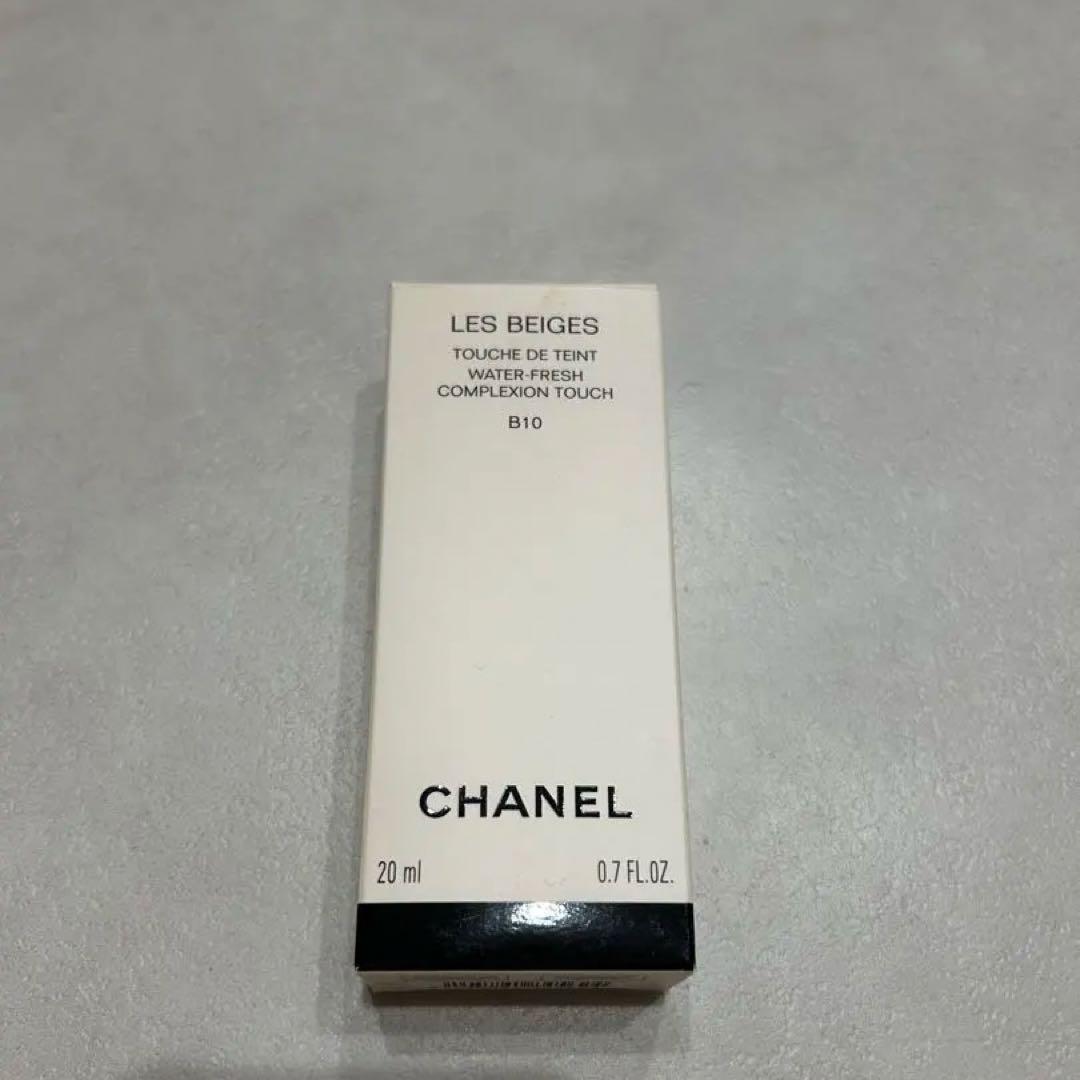 LES BEIGES
TOUCHE DE TEINT
WATER-FRESH
COMPLEXION TOUCH
B10
CHANEL
20 ml 0.7 FL.OZ.